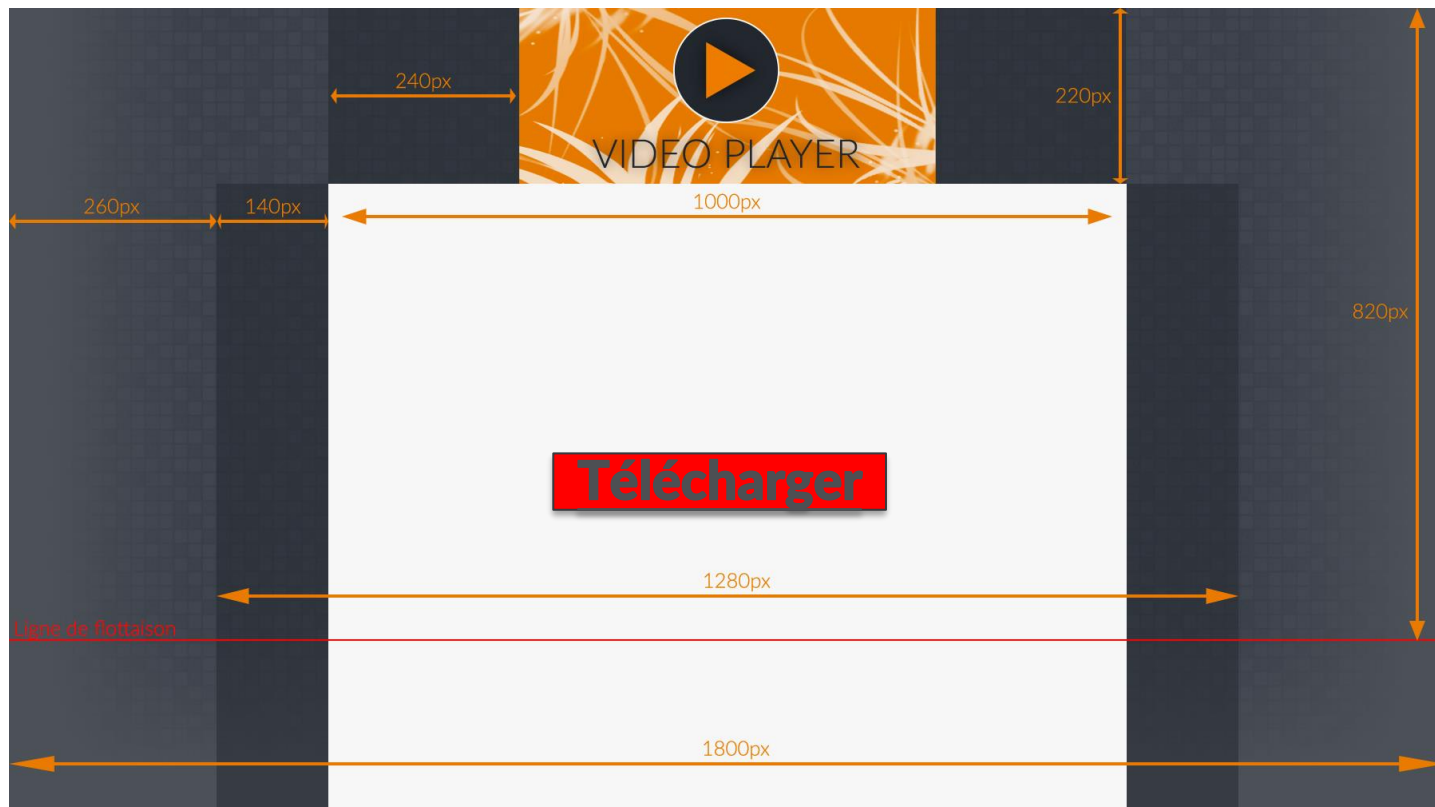 240px
220px
VIDEO PLAYER
260px
140px
1000px
820px
Télécharger
1280px
Ligne de flottaison
1800px